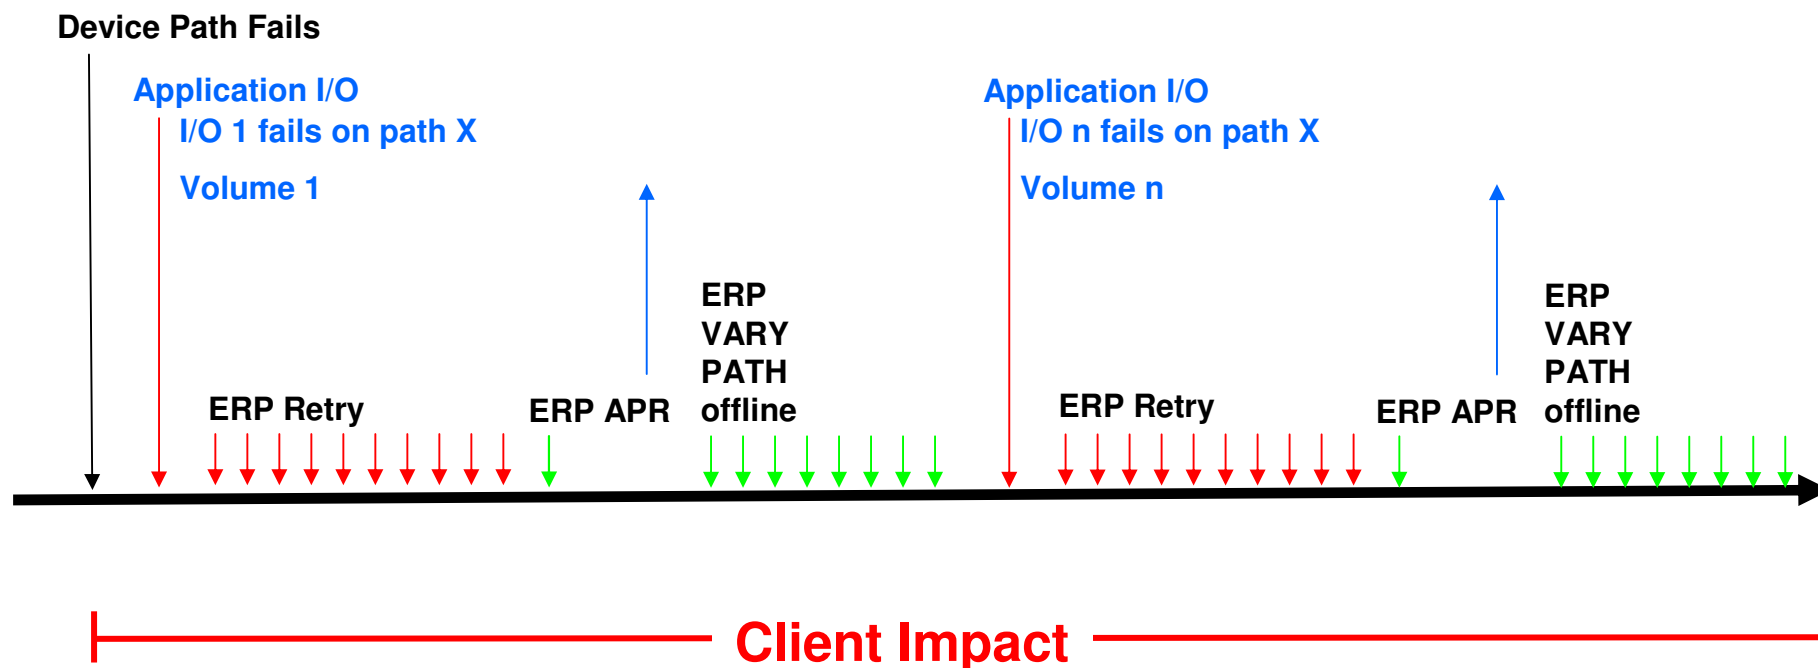 Device Path Fails
Application I/O
I/O 1 fails on path X
Volume 1
Application I/O
I/O n fails on path X
Volume n
ERP Retry
ERP APR
ERP
VARY
PATH
offline
ERP Retry
ERP APR
ERP
VARY
PATH
offline
Client Impact